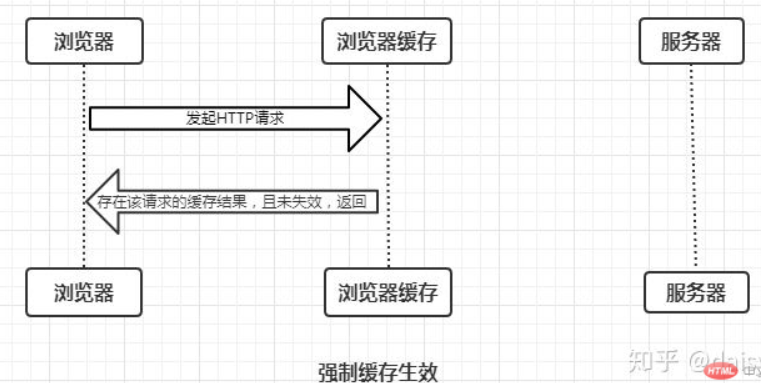 浏览器
浏览器缓存
服务器
发起HTTP请求
存在该请求的缓存结果，且未失效，返回
浏览器
浏览器缓存
服务器
强制缓存生效
知乎 @daisy
HTML